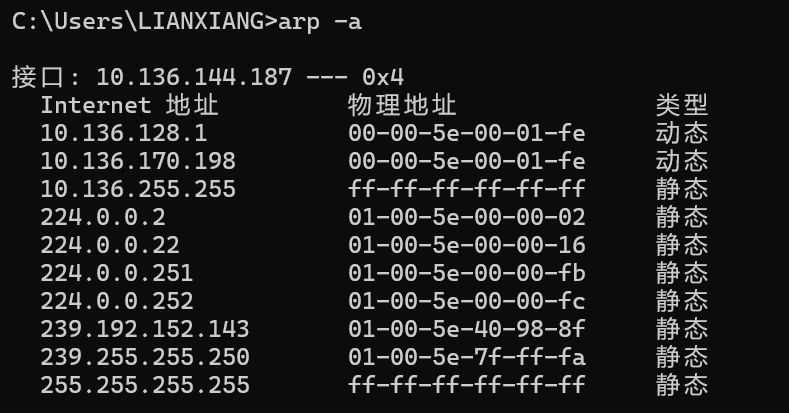 C:\Users\LIANXIANG>arp -a
接口: 10.136.144.187 --- 0x4
Internet 地址 物理地址 类型
10.136.128.1 00-00-5e-00-01-fe 动态
10.136.170.198 00-00-5e-00-01-fe 动态
10.136.255.255 ff-ff-ff-ff-ff-ff 静态
224.0.0.2 01-00-5e-00-00-02 静态
224.0.0.22 01-00-5e-00-00-16 静态
224.0.0.251 01-00-5e-00-00-fb 静态
224.0.0.252 01-00-5e-00-00-fc 静态
239.192.152.143 01-00-5e-40-98-8f 静态
239.255.255.250 01-00-5e-7f-ff-fa 静态
255.255.255.255 ff-ff-ff-ff-ff-ff 静态